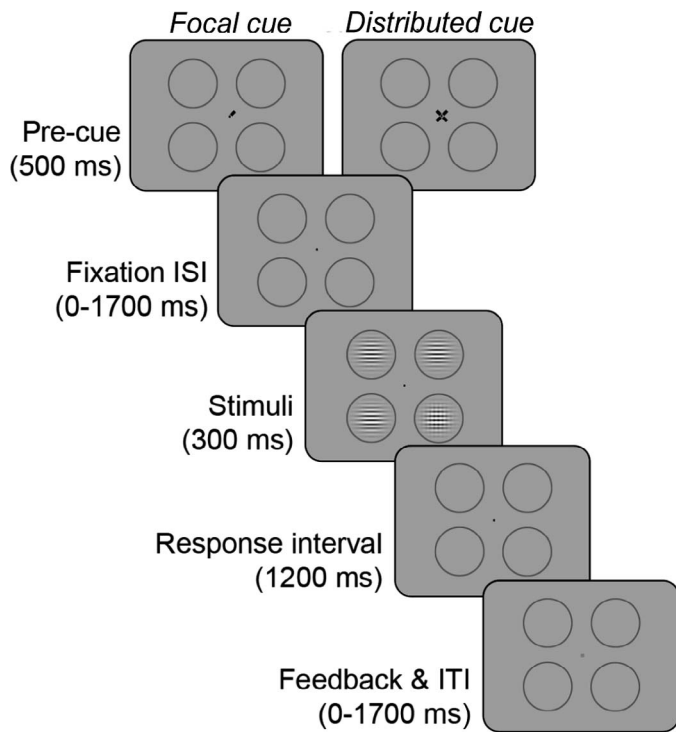 Focal cue
Distributed cue
Pre-cue
(500 ms)
Fixation ISI
(0-1700 ms)
Stimuli
(300 ms)
Response interval
(1200 ms)
Feedback & ITI
(0-1700 ms)